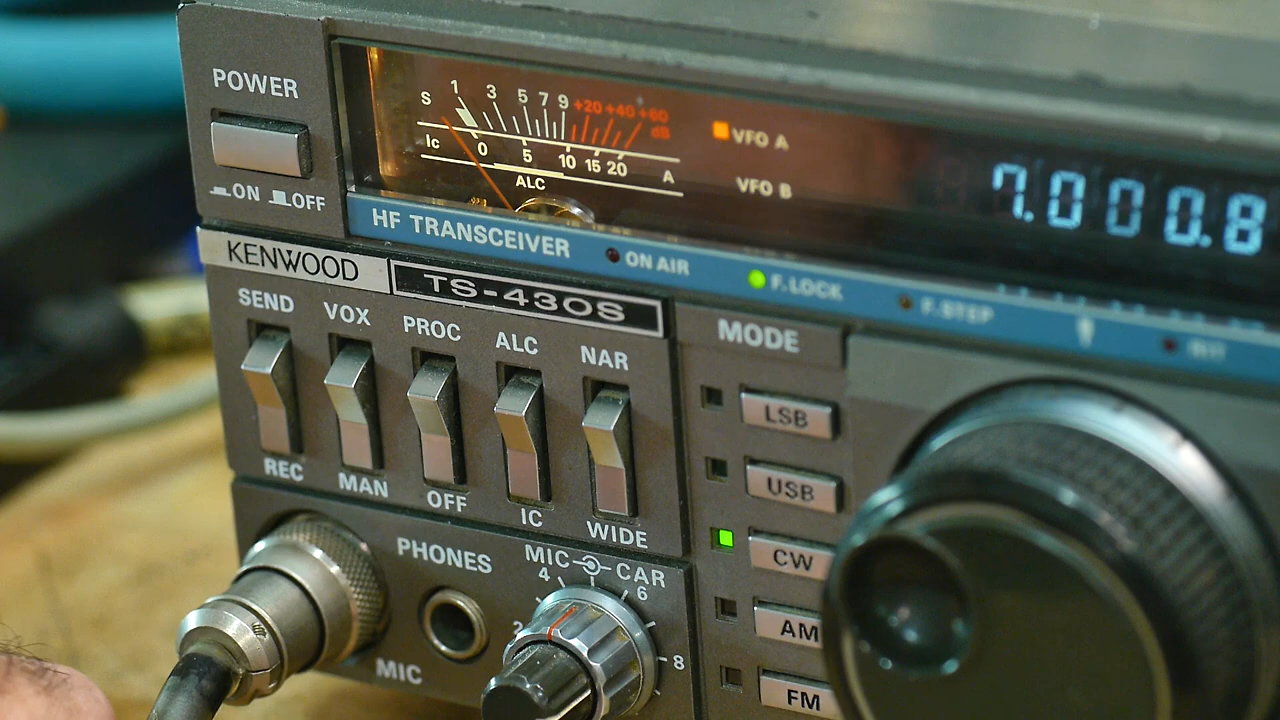 POWER
ON OFF
S 1 3 5 7 9 +20 +40 +60 dB
Ic 0 5 10 15 20 A
ALC
VFO A
VFO B
7.000.8
HF TRANSCEIVER
ON AIR
F.LOCK
F.STEP
KENWOOD
TS-430S
SEND VOX PROC ALC NAR
REC MAN OFF IC WIDE
MODE
LSB
USB
CW
AM
FM
PHONES
MIC
MIC CAR
2 4 6 8